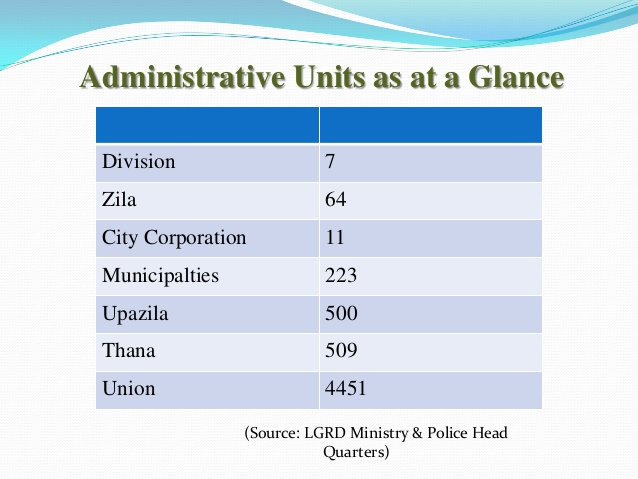 Administrative Units as at a Glance
Division 7
Zila 64
City Corporation 11
Municipalties 223
Upazila 500
Thana 509
Union 4451
(Source: LGRD Ministry & Police Head
Quarters)